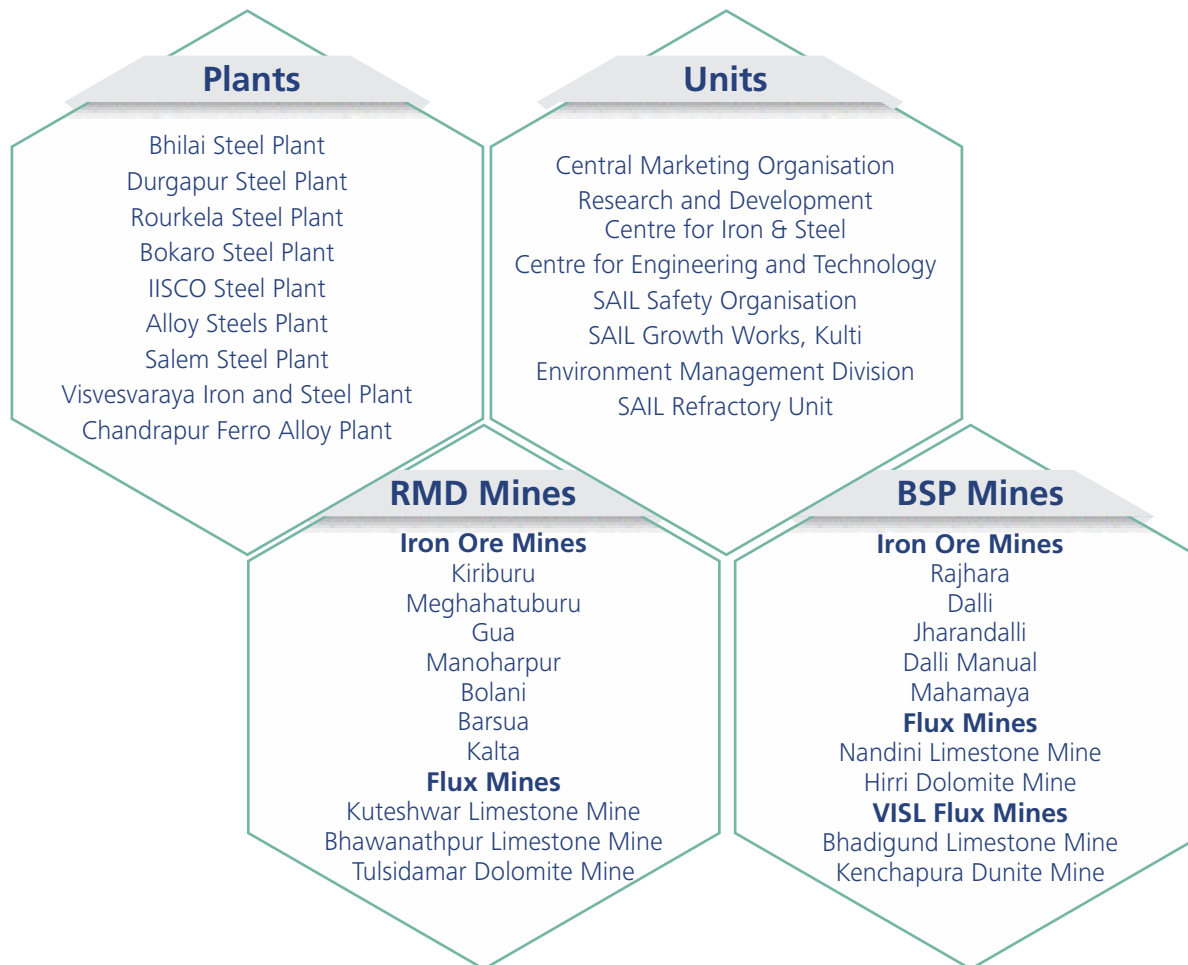 Plants
Bhilai Steel Plant
Durgapur Steel Plant
Rourkela Steel Plant
Bokaro Steel Plant
IISCO Steel Plant
Alloy Steels Plant
Salem Steel Plant
Visvesvaraya Iron and Steel Plant
Chandrapur Ferro Alloy Plant
Units
Central Marketing Organisation
Research and Development
Centre for Iron & Steel
Centre for Engineering and Technology
SAIL Safety Organisation
SAIL Growth Works, Kulti
Environment Management Division
SAIL Refractory Unit
RMD Mines
Iron Ore Mines
Kiriburu
Meghahatuburu
Gua
Manoharpur
Bolani
Barsua
Kalta
Flux Mines
Kuteshwar Limestone Mine
Bhawanathpur Limestone Mine
Tulsidamar Dolomite Mine
BSP Mines
Iron Ore Mines
Rajhara
Dalli
Jharandalli
Dalli Manual
Mahamaya
Flux Mines
Nandini Limestone Mine
Hirri Dolomite Mine
VISL Flux Mines
Bhadigund Limestone Mine
Kenchapura Dunite Mine